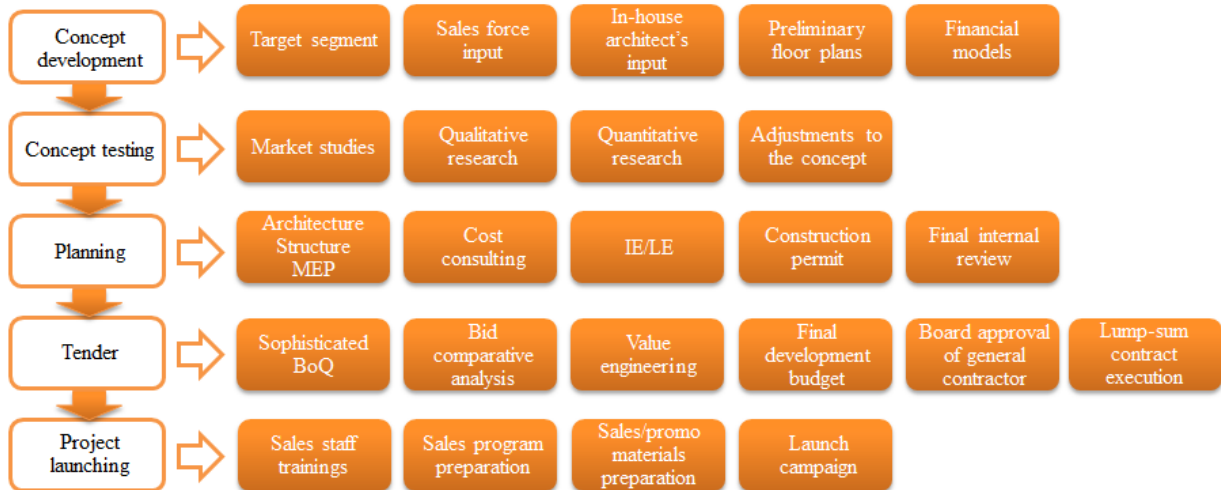 Concept
development
Target segment
Sales force
input
In-house
architect's
input
Preliminary
floor plans
Financial
models
Concept testing
Market studies
Qualitative
research
Quantitative
research
Adjustments to
the concept
Planning
Architecture
Structure
MEP
Cost
consulting
IE/LE
Construction
permit
Final internal
review
Tender
Sophisticated
BoQ
Bid
comparative
analysis
Value
engineering
Final
development
budget
Board approval
of general
contractor
Lump-sum
contract
execution
Project
launching
Sales staff
trainings
Sales program
preparation
Sales/promo
materials
preparation
Launch
campaign